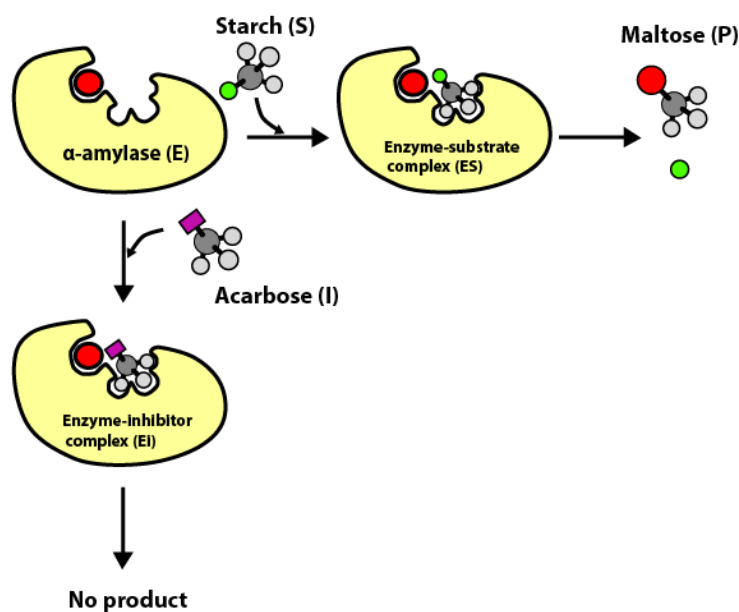 Starch (S)
Maltose (P)
α-amylase (E)
Enzyme-substrate
complex (ES)
Acarbose (I)
Enzyme-inhibitor
complex (EI)
No product